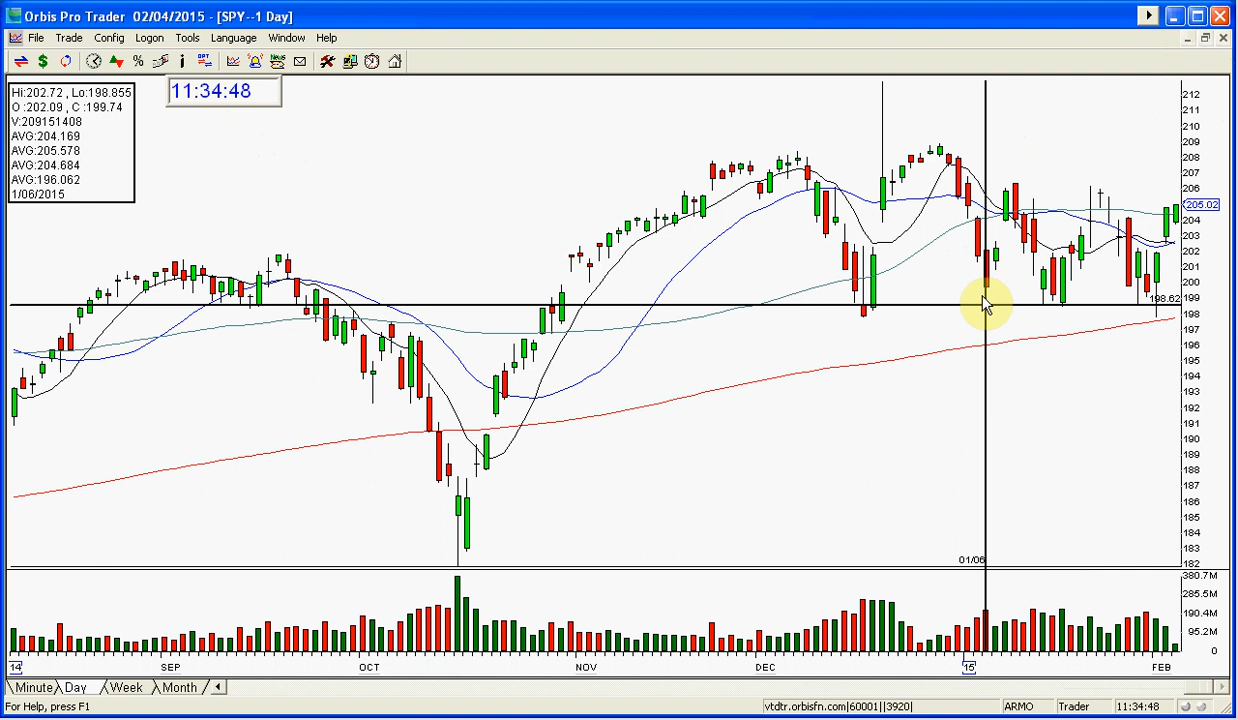 Orbis Pro Trader 02/04/2015 - [SPY--1 Day]
File Trade Config Logon Tools Language Window Help
$ % i OPT News
11:34:48
Hi:202.72 , Lo:198.855
O :202.09 , C :199.74
V:209151408
AVG:204.169
AVG:205.578
AVG:204.684
AVG:196.062
1/06/2015
212
211
210
209
208
207
206
205.02
204
203
202
201
200
199
198.62
198
197
196
195
194
193
192
191
190
189
188
187
186
185
184
183
182
01/06
380.7M
285.5M
190.4M
95.2M
0
14 SEP OCT NOV DEC 15 FEB
Minute Day Week Month
For Help, press F1 vtdtr.orbisfn.com|60001||3920| ARMO Trader 11:34:48